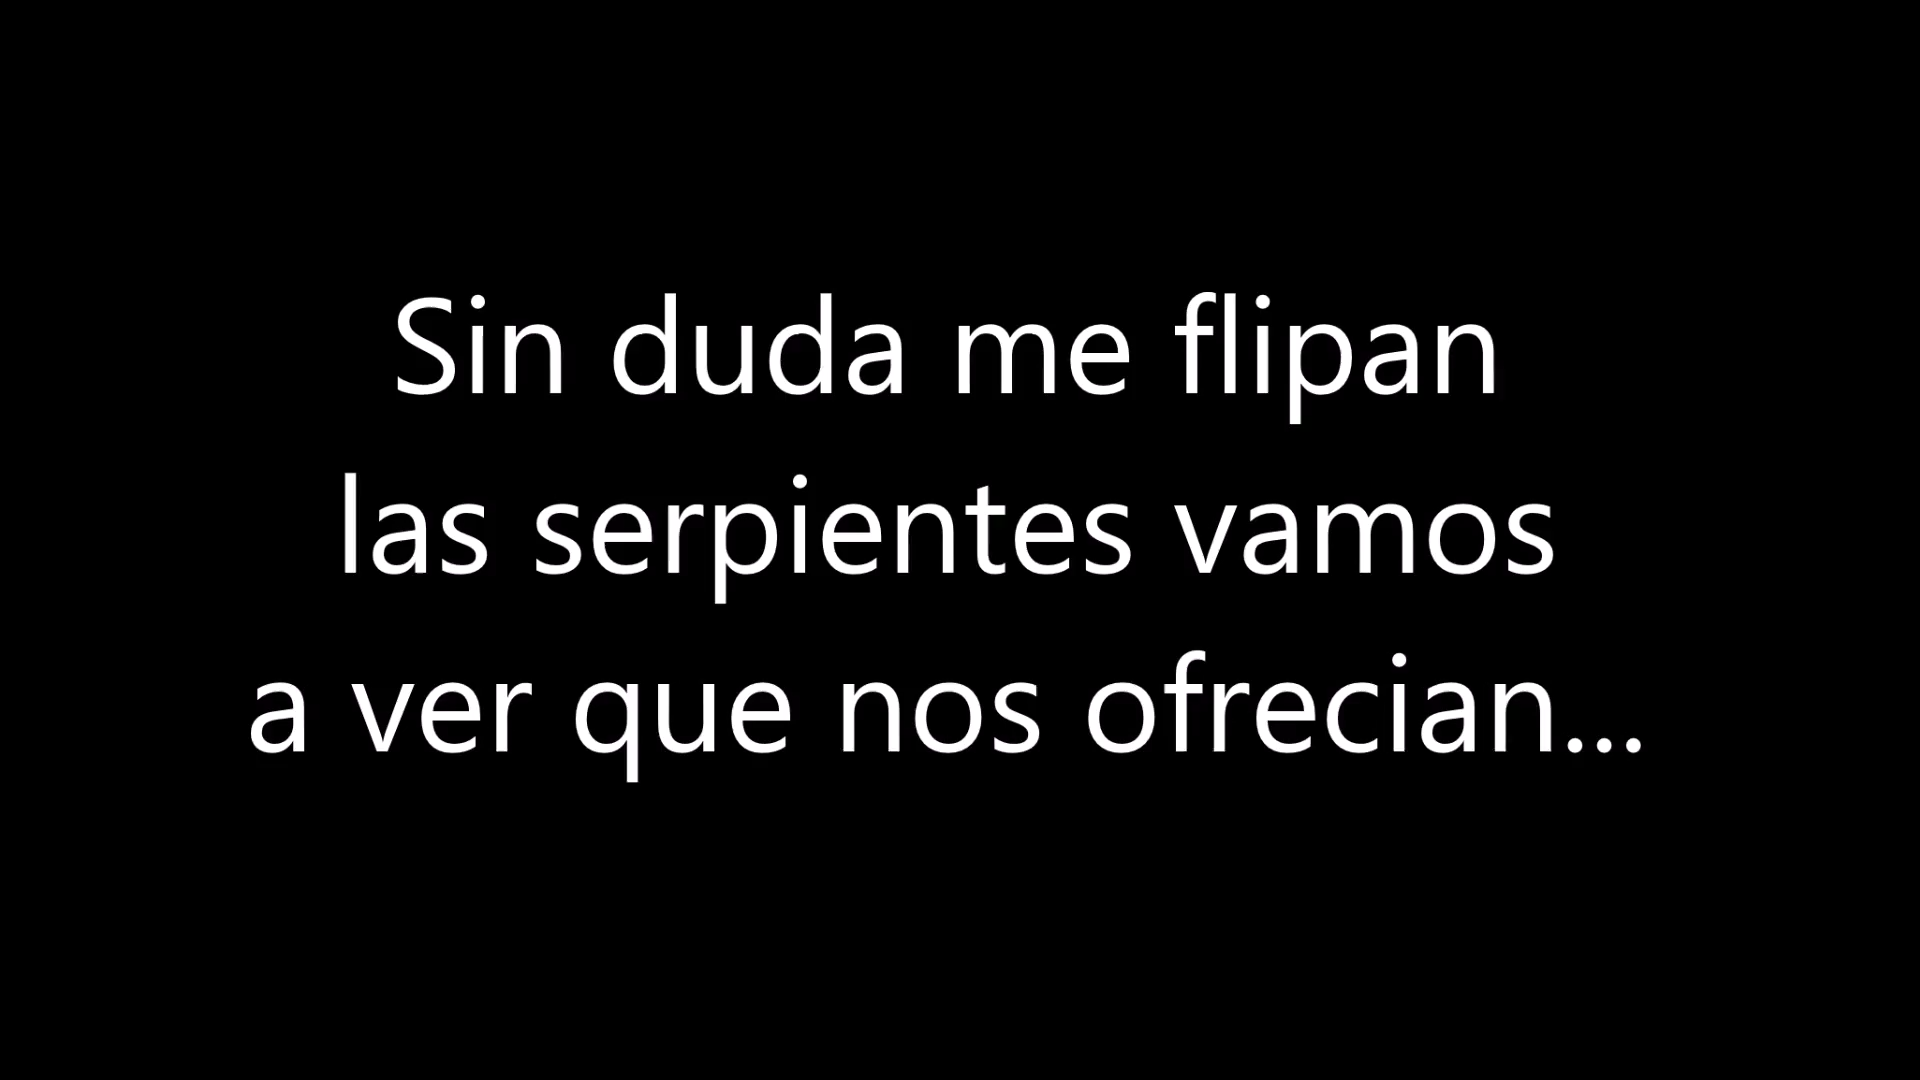 Sin duda me flipan
las serpientes vamos
a ver que nos ofrecian...